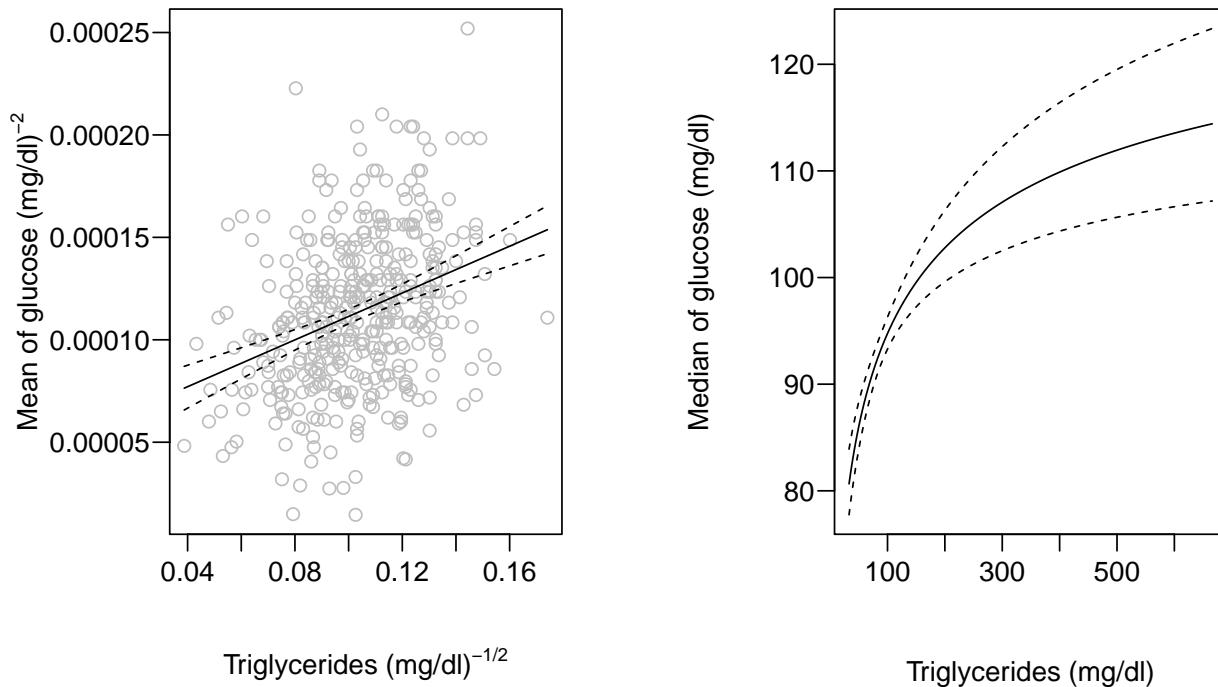 0.00025
0.00020
0.00015
0.00010
0.00005
Mean of glucose (mg/dl)⁻²
0.04 0.08 0.12 0.16
Triglycerides (mg/dl)⁻¹/²
120
110
100
90
80
Median of glucose (mg/dl)
100 300 500
Triglycerides (mg/dl)